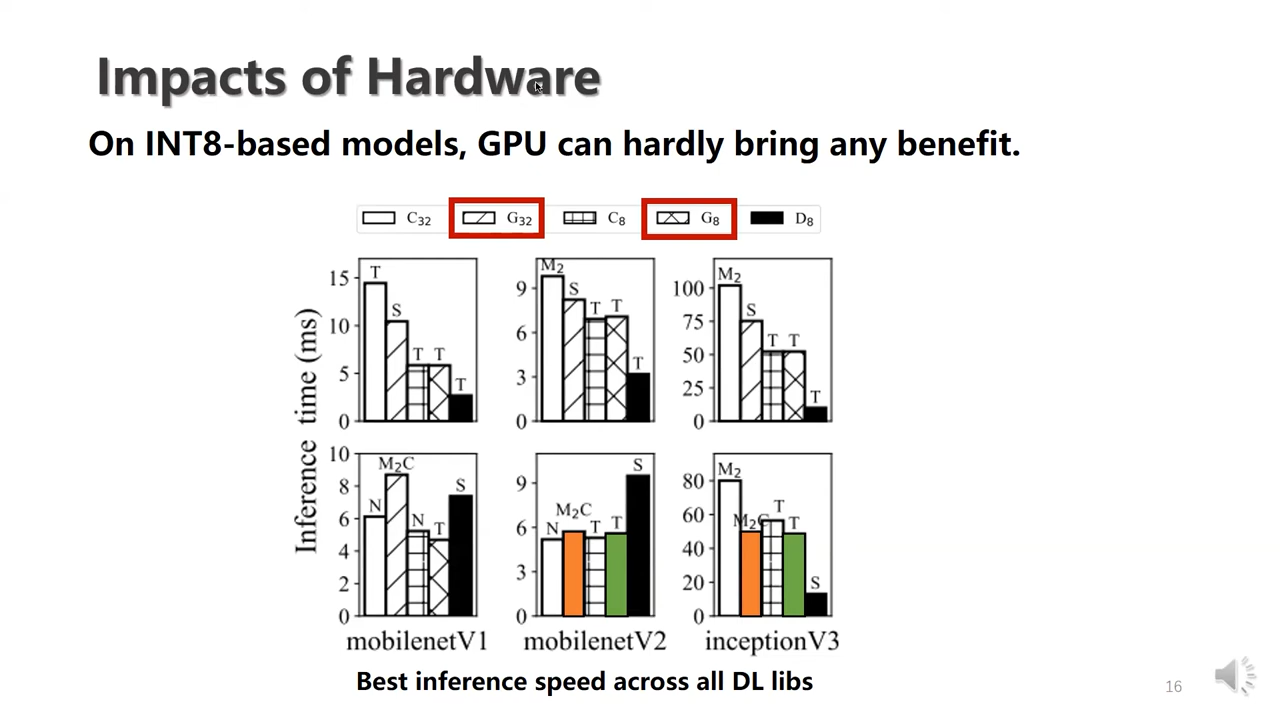 Impacts of Hardware
On INT8-based models, GPU can hardly bring any benefit.
C32 G32 C8 G8 D8
Inference time (ms)
15
10
5
0
T S T T T
9
6
3
0
M2 S T T T
100
75
50
25
0
M2 S T T T
10
8
6
4
2
0
N M2C N T S
mobilenetV1
9
6
3
0
N M2C T T S
mobilenetV2
80
60
40
20
0
M2 M2C T T S
inceptionV3
Best inference speed across all DL libs
16